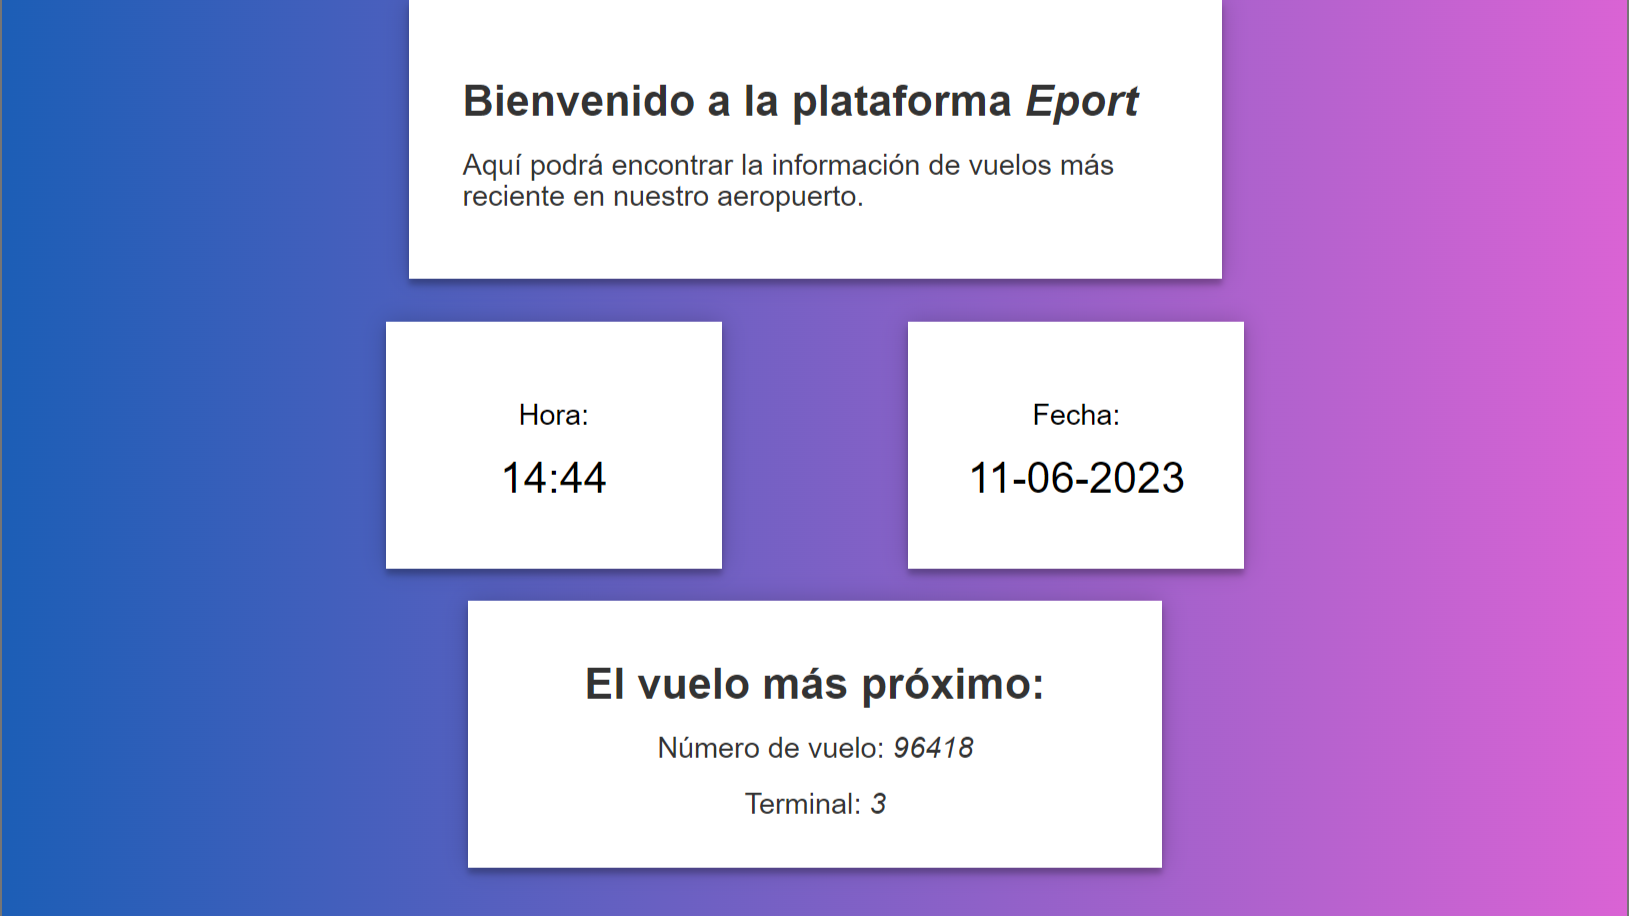 Bienvenido a la plataforma Eport
Aquí podrá encontrar la información de vuelos más
reciente en nuestro aeropuerto.
Hora:
14:44
Fecha:
11-06-2023
El vuelo más próximo:
Número de vuelo: 96418
Terminal: 3